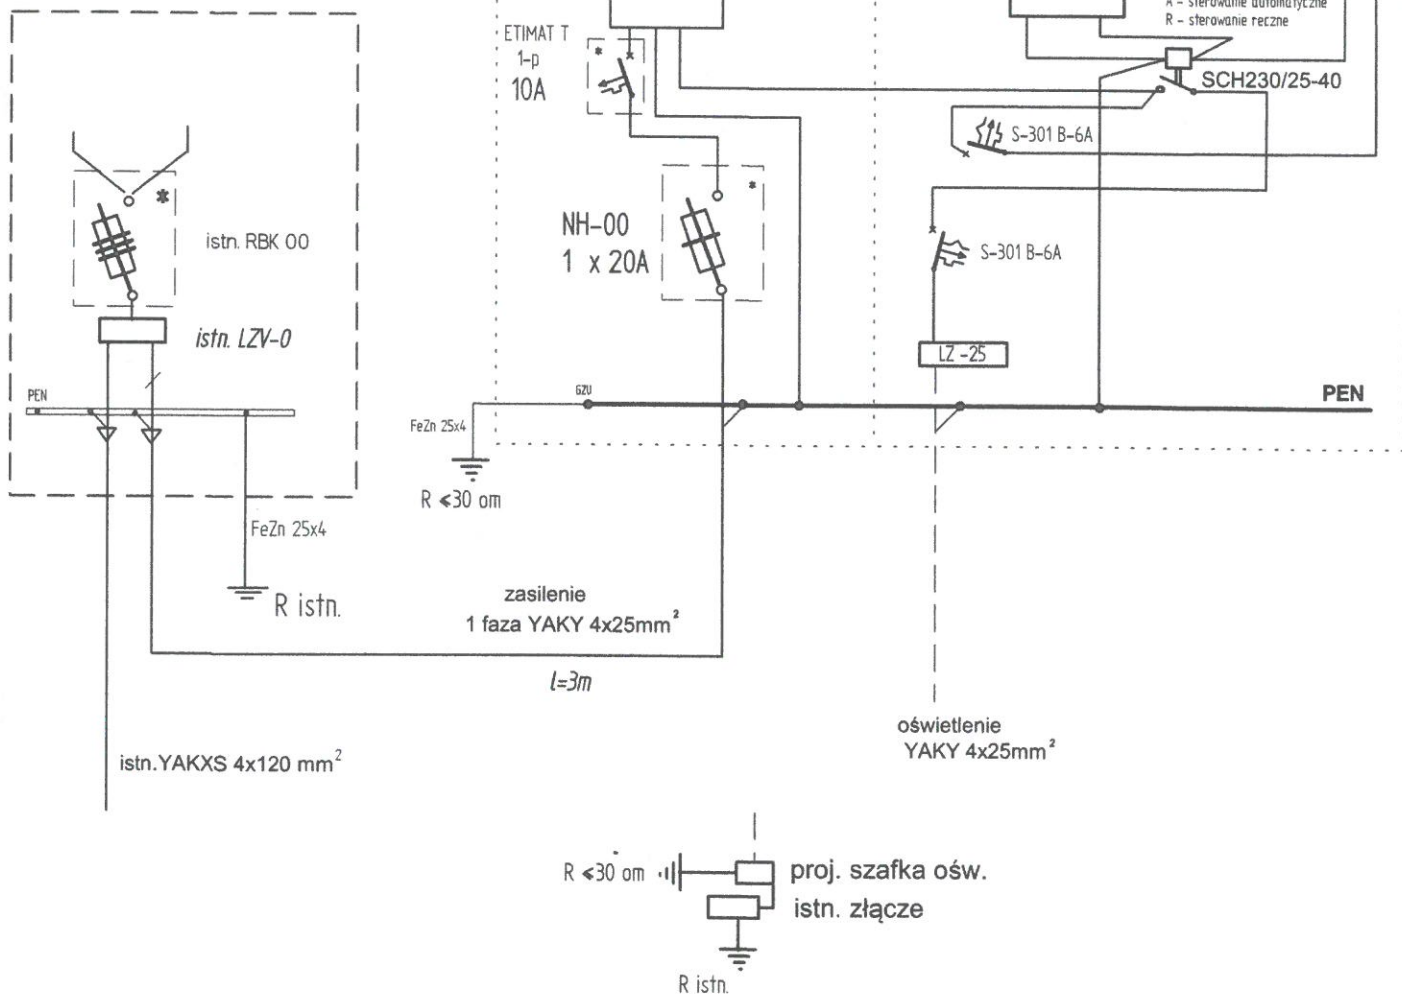 A - sterowanie automatyczne
R - sterowanie reczne
ETIMAT T
1-p
10A
*
SCH230/25-40
S-301 B-6A
*
istn. RBK 00
NH-00
1 x 20A
*
S-301 B-6A
istn. LZV-0
LZ -25
PEN
GZU
PEN
FeZn 25x4
R ≤30 om
FeZn 25x4
R istn.
zasilenie
1 faza YAKY 4x25mm²
l=3m
oświetlenie
YAKY 4x25mm²
istn.YAKXS 4x120 mm²
R ≤30 om
proj. szafka ośw.
istn. złącze
R istn.